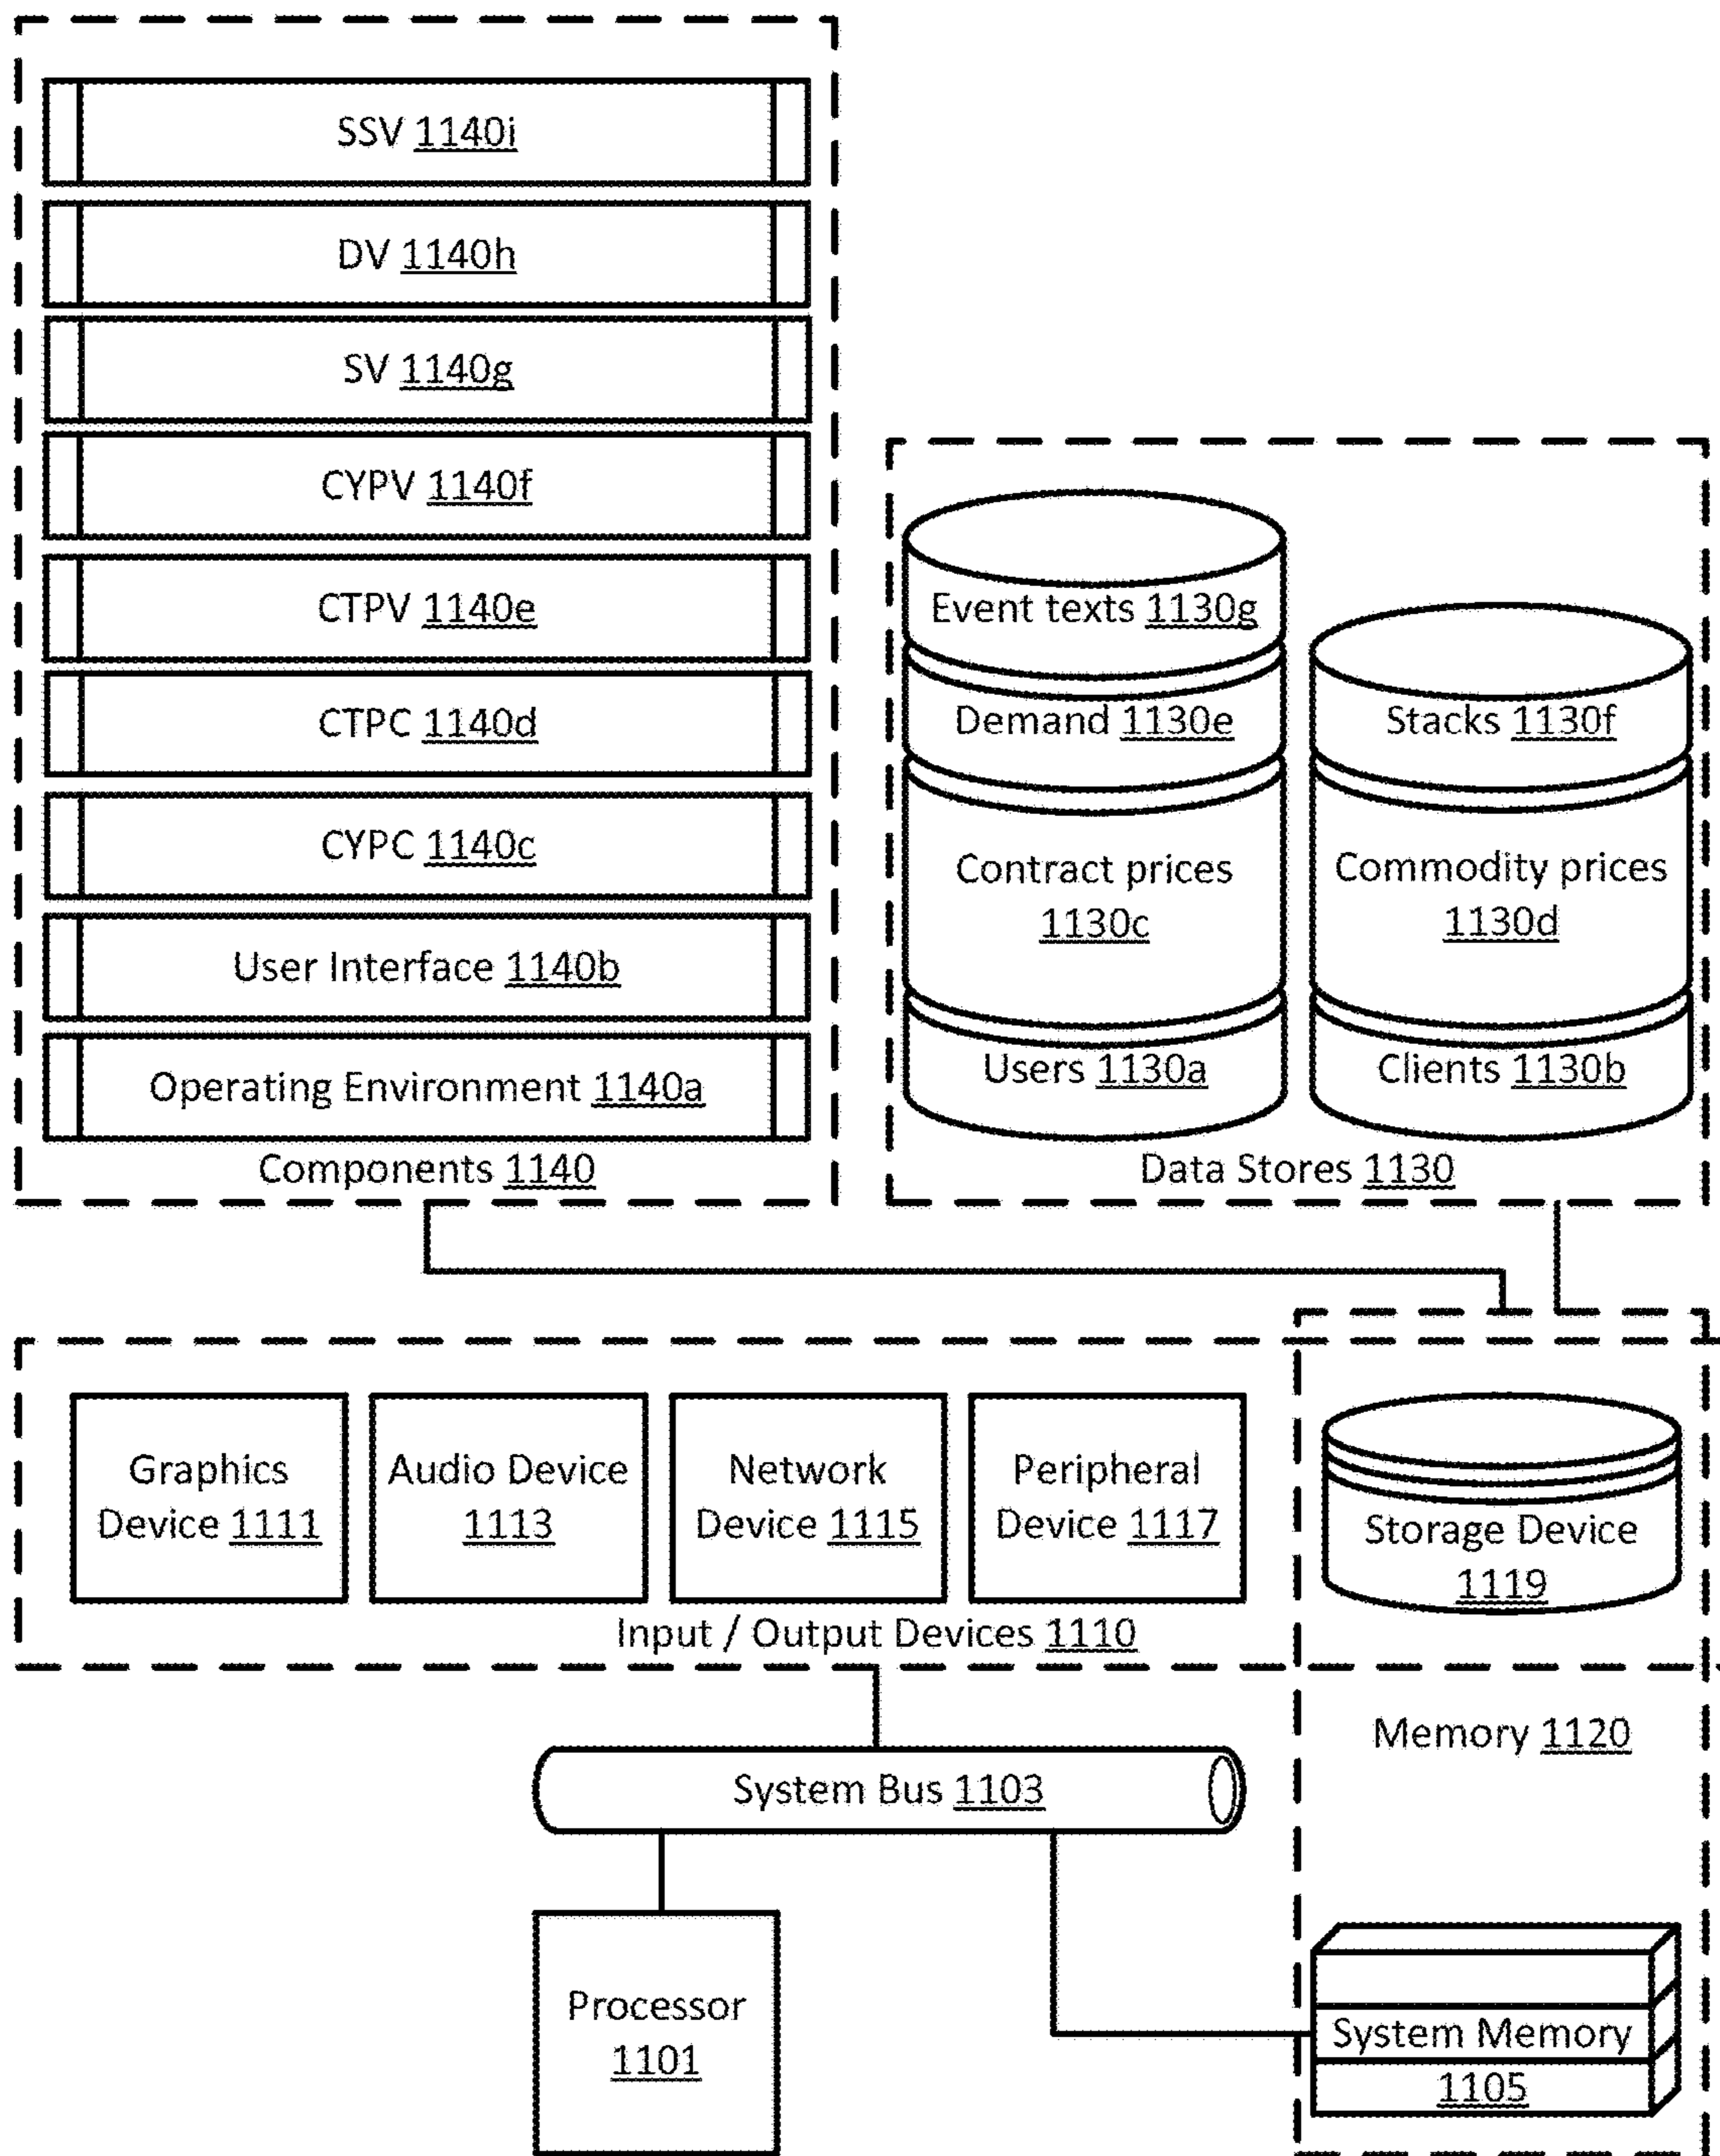 SSV 1140i
DV 1140h
SV 1140g
CYPV 1140f
CTPV 1140e
CTPC 1140d
CYPC 1140c
User Interface 1140b
Operating Environment 1140a
Components 1140
Event texts 1130g
Demand 1130e
Contract prices
1130c
Users 1130a
Stacks 1130f
Commodity prices
1130d
Clients 1130b
Data Stores 1130
Graphics
Device 1111
Audio Device
1113
Network
Device 1115
Peripheral
Device 1117
Storage Device
1119
Input / Output Devices 1110
Memory 1120
System Bus 1103
Processor
1101
System Memory
1105